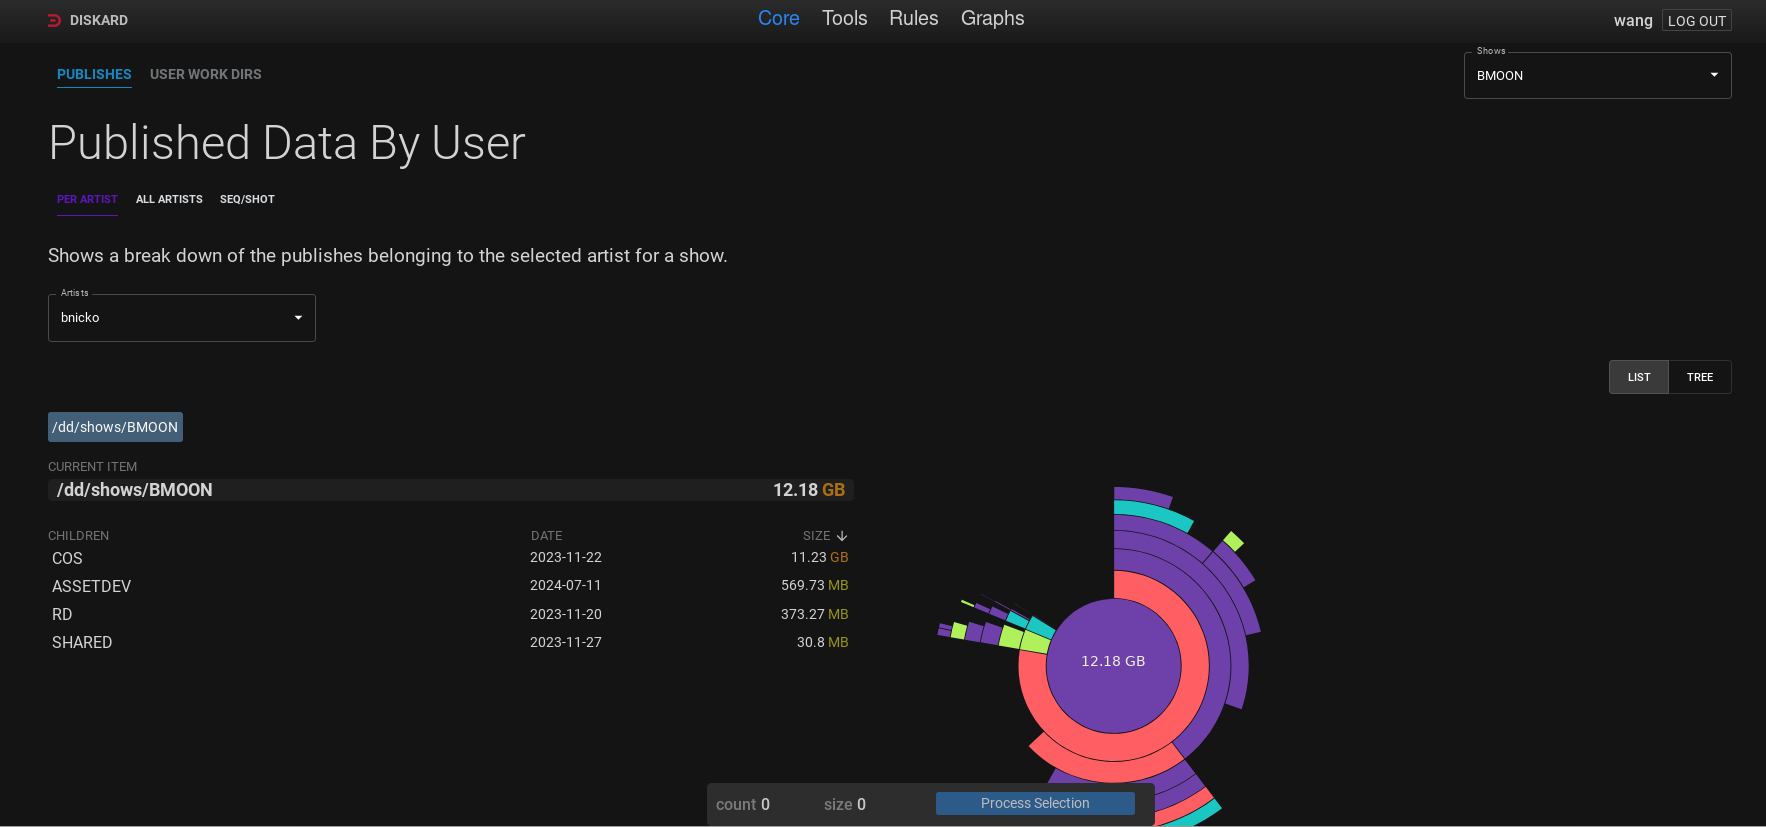 DISKARD
Core Tools Rules Graphs
wang LOG OUT
PUBLISHES USER WORK DIRS
Shows
BMOON
Published Data By User
PER ARTIST ALL ARTISTS SEQ/SHOT
Shows a break down of the publishes belonging to the selected artist for a show.
Artists
bnicko
LIST TREE
/dd/shows/BMOON
CURRENT ITEM
/dd/shows/BMOON 12.18 GB
CHILDREN DATE SIZE
COS 2023-11-22 11.23 GB
ASSETDEV 2024-07-11 569.73 MB
RD 2023-11-20 373.27 MB
SHARED 2023-11-27 30.8 MB
12.18 GB
count 0 size 0 Process Selection